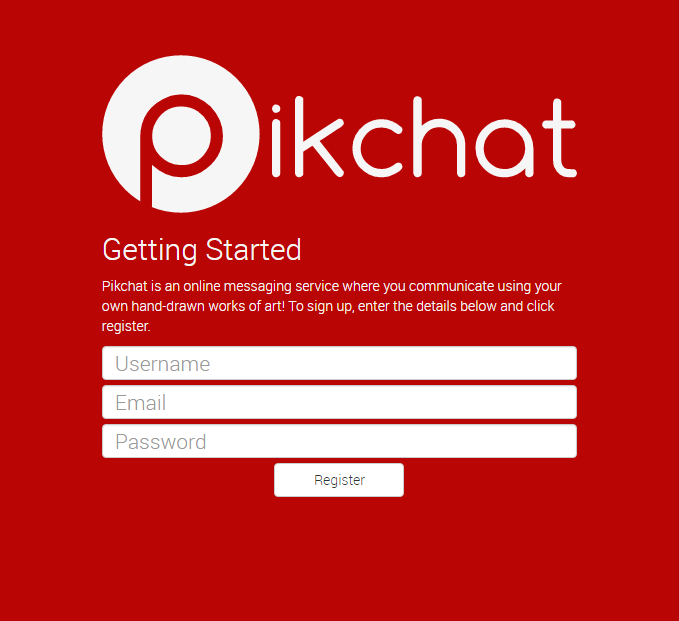 Pikchat
Getting Started
Pikchat is an online messaging service where you communicate using your
own hand-drawn works of art! To sign up, enter the details below and click
register.
Username
Email
Password
Register